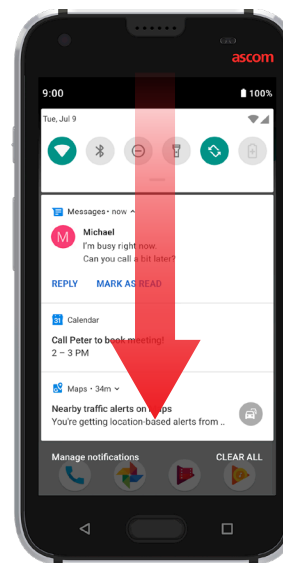 ascom
9:00 100%
Tue, Jul 9
Messages • now
M
Michael
I'm busy right now.
Can you call a bit later?
REPLY MARK AS READ
31 Calendar
Call Peter to book meeting!
2 – 3 PM
Maps • 34m
Nearby traffic alerts on Maps
You're getting location-based alerts from ..
Manage notifications CLEAR ALL